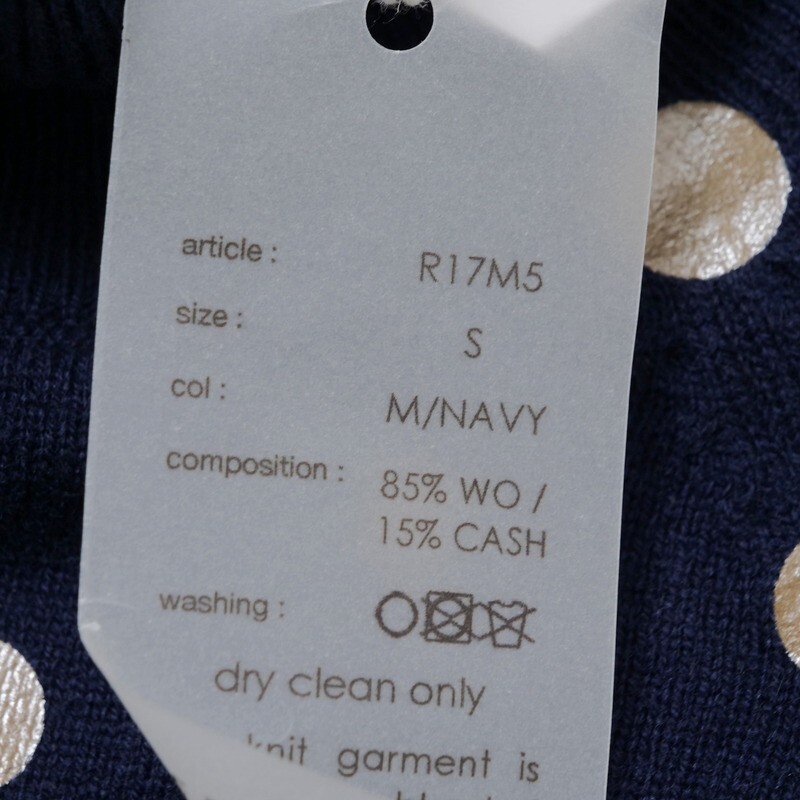 article : R17M5
size : S
col : M/NAVY
composition : 85% WO /
15% CASH
washing :
dry clean only
knit garment is